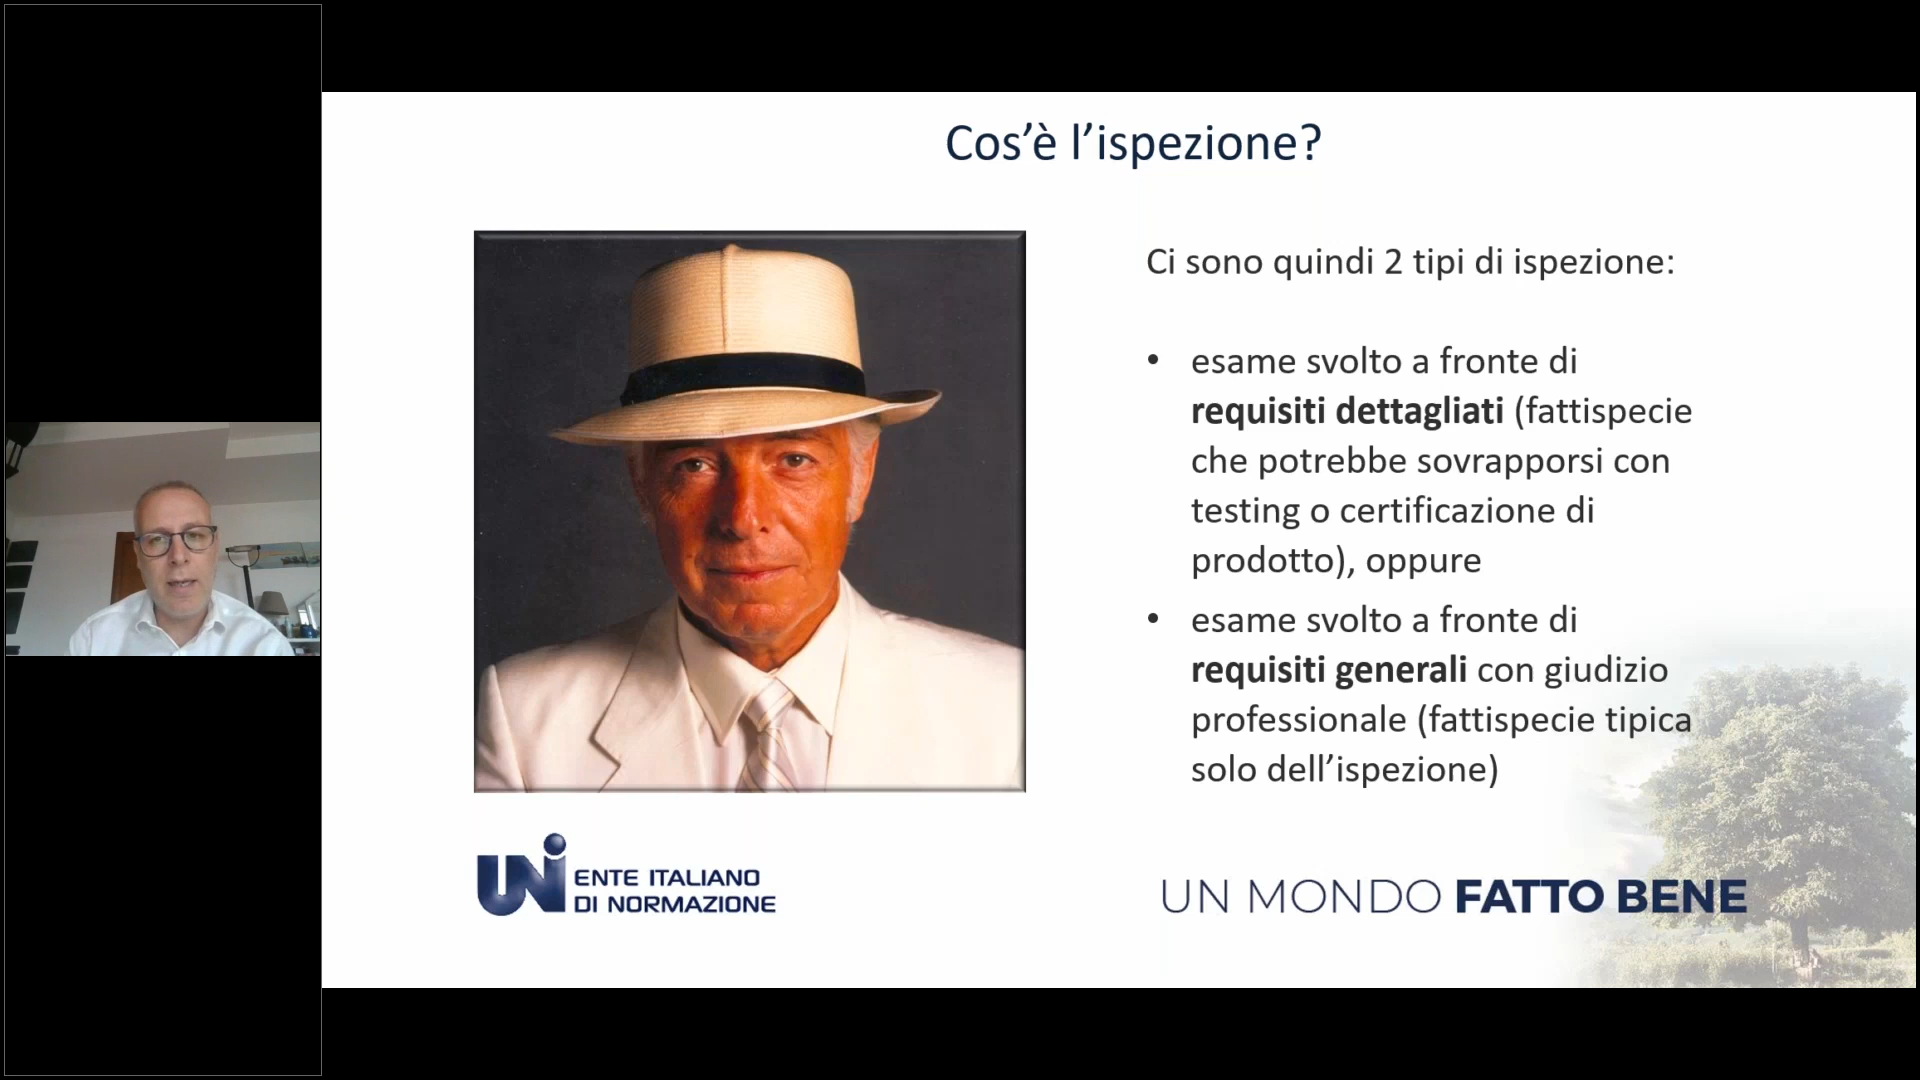 Cos’è l’ispezione?
Ci sono quindi 2 tipi di ispezione:
• esame svolto a fronte di
requisiti dettagliati (fattispecie
che potrebbe sovrapporsi con
testing o certificazione di
prodotto), oppure
• esame svolto a fronte di
requisiti generali con giudizio
professionale (fattispecie tipica
solo dell’ispezione)
UNI ENTE ITALIANO
DI NORMAZIONE
UN MONDO FATTO BENE